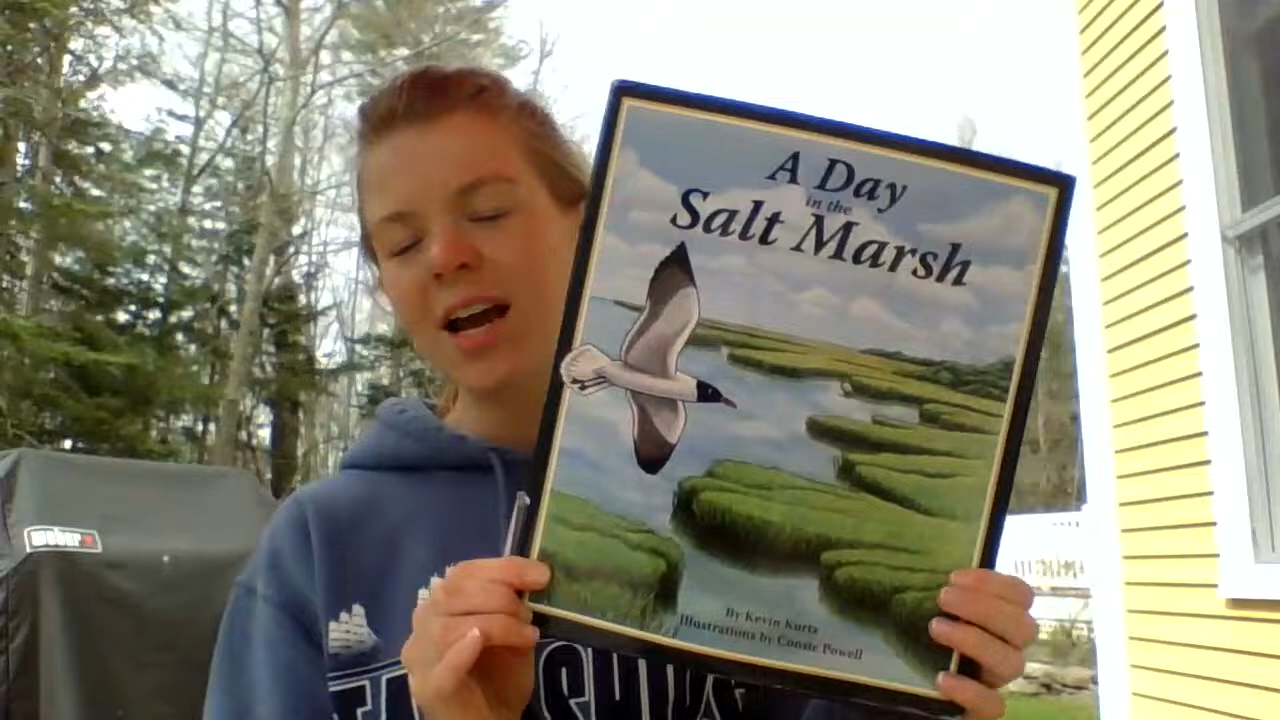 A Day
in the
Salt Marsh
By Kevin Kurtz
Illustrations by Consie Powell
weber